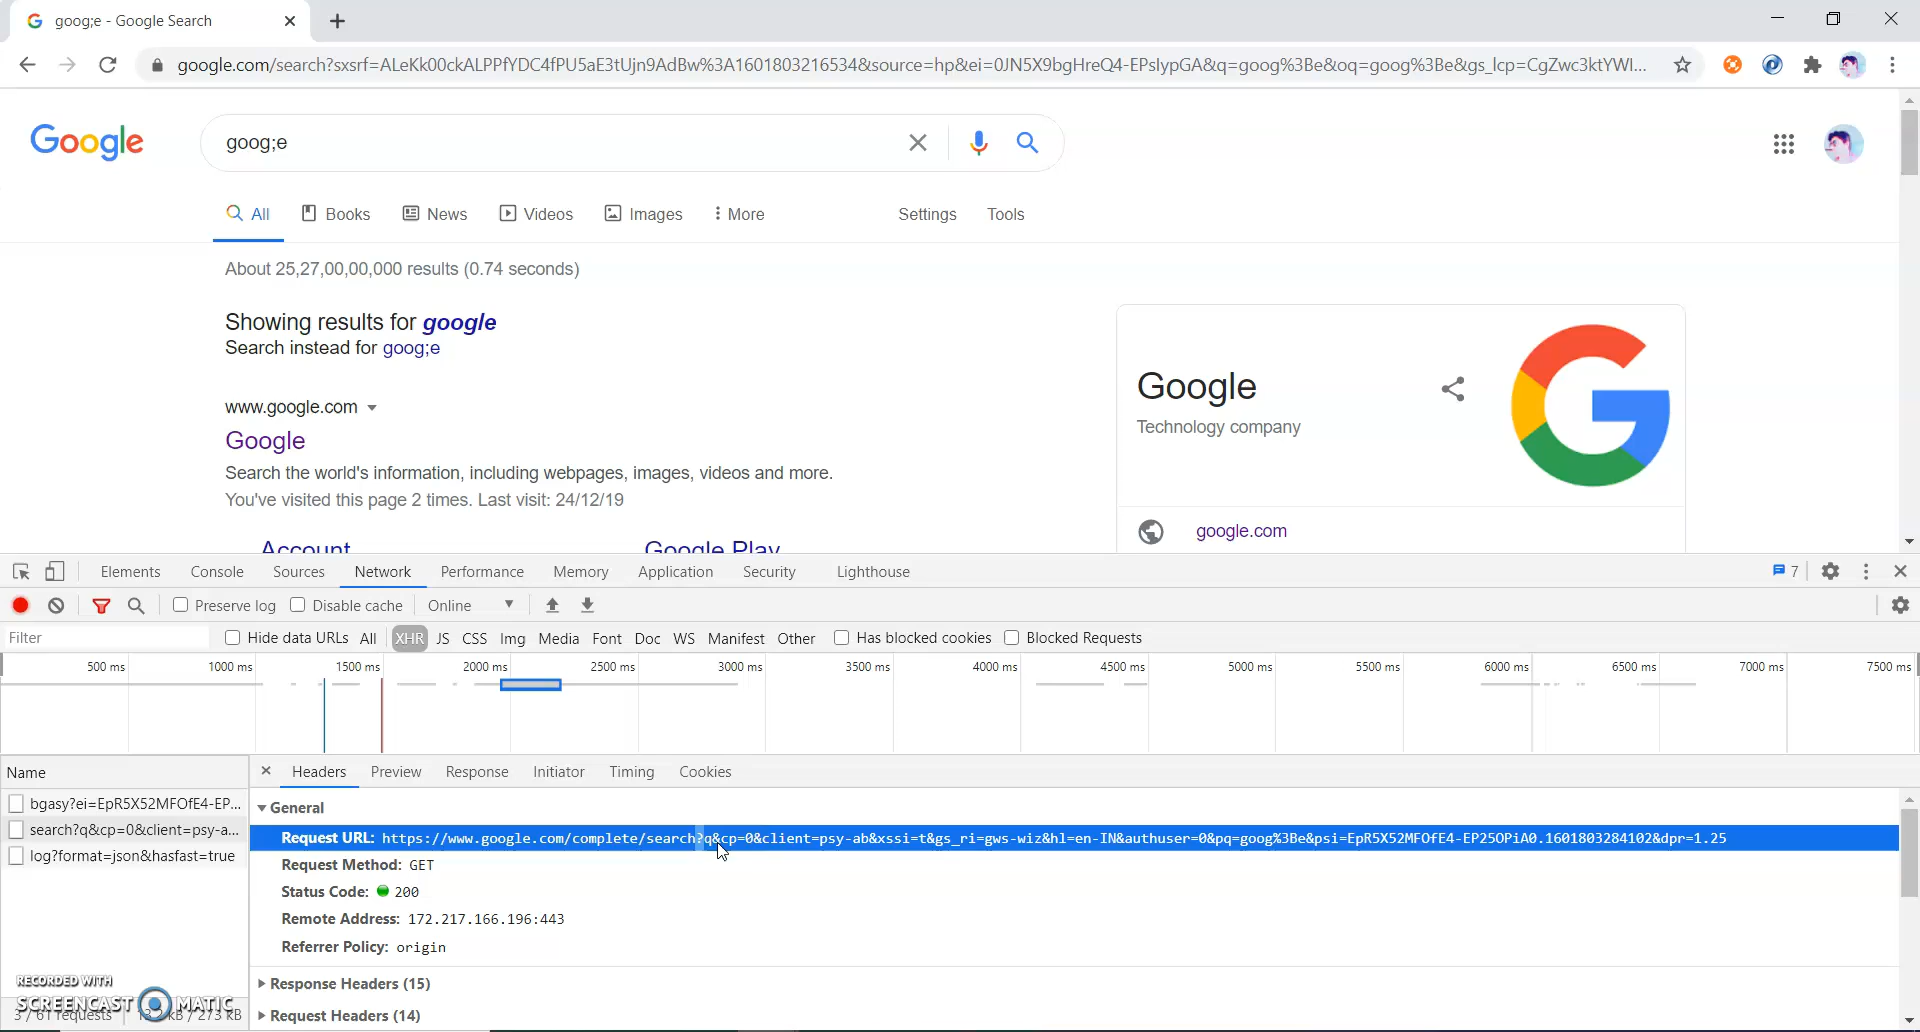 goog;e - Google Search
google.com/search?sxsrf=ALeKk00ckALPPfYDC4fPU5aE3tUjn9AdBw%3A1601803216534&source=hp&ei=0JN5X9bgHreQ4-EPsIypGA&q=goog%3Be&oq=goog%3Be&gs_lcp=CgZwc3ktYWI...
Google
goog;e
All Books News Videos Images More Settings Tools
About 25,27,00,00,000 results (0.74 seconds)
Showing results for google
Search instead for goog;e
www.google.com
Google
Search the world's information, including webpages, images, videos and more.
You've visited this page 2 times. Last visit: 24/12/19
Account Google Play
Google
Technology company
google.com
Elements Console Sources Network Performance Memory Application Security Lighthouse 7
Preserve log Disable cache Online
Filter Hide data URLs All XHR JS CSS Img Media Font Doc WS Manifest Other Has blocked cookies Blocked Requests
500 ms 1000 ms 1500 ms 2000 ms 2500 ms 3000 ms 3500 ms 4000 ms 4500 ms 5000 ms 5500 ms 6000 ms 6500 ms 7000 ms 7500 ms
Name Headers Preview Response Initiator Timing Cookies
bgasy?ei=EpR5X52MFOfE4-EP...
search?q&cp=0&client=psy-a...
log?format=json&hasfast=true
General
Request URL: https://www.google.com/complete/search?q&cp=0&client=psy-ab&xssi=t&gs_ri=gws-wiz&hl=en-IN&authuser=0&pq=goog%3Be&psi=EpR5X52MFOfE4-EP25OPiA0.1601803284102&dpr=1.25
Request Method: GET
Status Code: 200
Remote Address: 172.217.166.196:443
Referrer Policy: origin
Response Headers (15)
Request Headers (14)
RECORDED WITH
SCREENCAST MATIC
3 / 61 requests kB / 273 kB